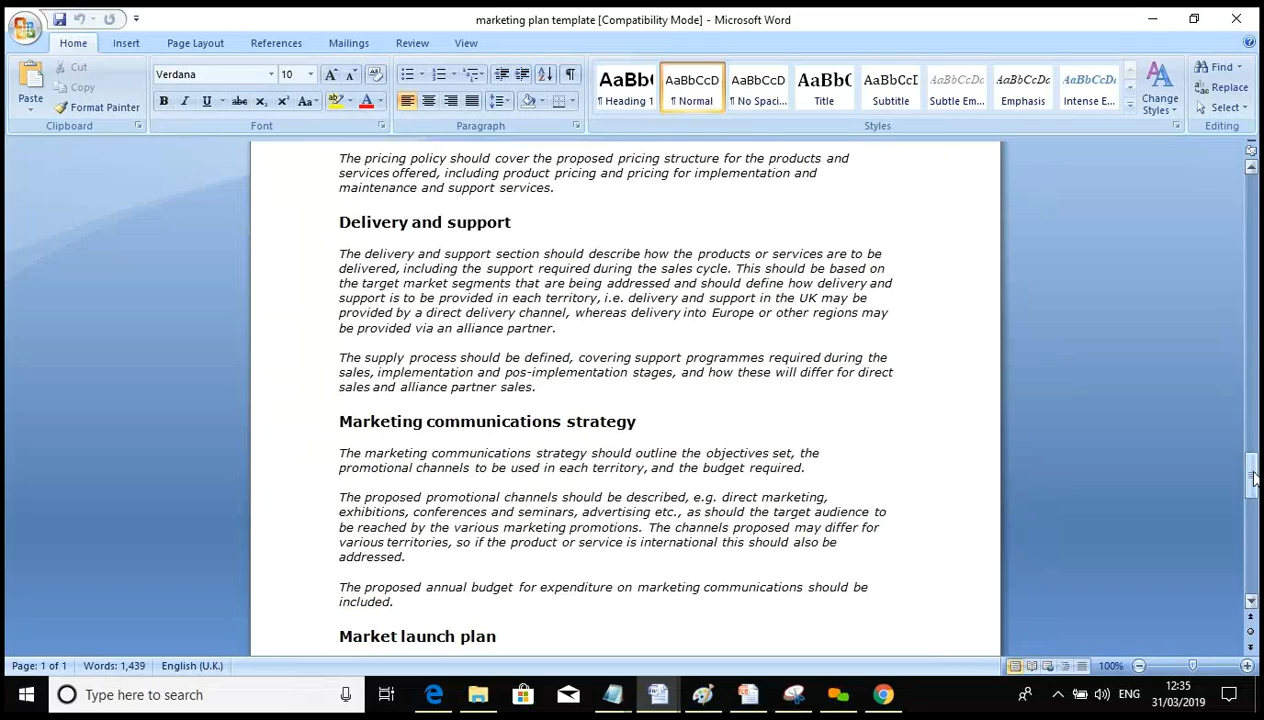 marketing plan template [Compatibility Mode] - Microsoft Word
Home Insert Page Layout References Mailings Review View
Paste
Cut
Copy
Format Painter
Clipboard
Verdana 10
B I U abc x₂ x² Aa
Font
Paragraph
AaBb( AaBbCcD AaBbCcD AaBb( AaBbCcI AaBbCcDc AaBbCcDc AaBbCcDc
¶ Heading 1 ¶ Normal ¶ No Spaci... Title Subtitle Subtle Em... Emphasis Intense E...
Styles
Change Styles
Find
Replace
Select
Editing
The pricing policy should cover the proposed pricing structure for the products and
services offered, including product pricing and pricing for implementation and
maintenance and support services.
Delivery and support
The delivery and support section should describe how the products or services are to be
delivered, including the support required during the sales cycle. This should be based on
the target market segments that are being addressed and should define how delivery and
support is to be provided in each territory, i.e. delivery and support in the UK may be
provided by a direct delivery channel, whereas delivery into Europe or other regions may
be provided via an alliance partner.
The supply process should be defined, covering support programmes required during the
sales, implementation and pos-implementation stages, and how these will differ for direct
sales and alliance partner sales.
Marketing communications strategy
The marketing communications strategy should outline the objectives set, the
promotional channels to be used in each territory, and the budget required.
The proposed promotional channels should be described, e.g. direct marketing,
exhibitions, conferences and seminars, advertising etc., as should the target audience to
be reached by the various marketing promotions. The channels proposed may differ for
various territories, so if the product or service is international this should also be
addressed.
The proposed annual budget for expenditure on marketing communications should be
included.
Market launch plan
Page: 1 of 1 Words: 1,439 English (U.K.) 100%
Type here to search
ENG
12:35
31/03/2019